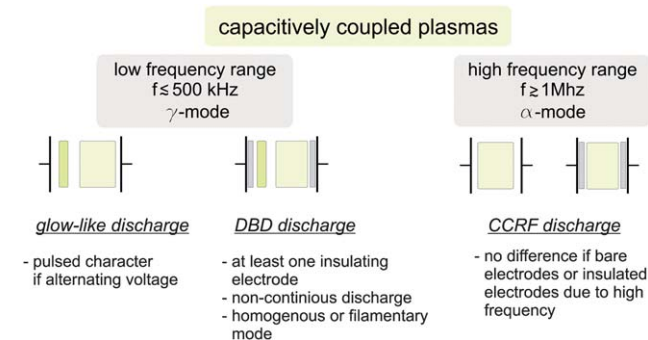 capacitively coupled plasmas
low frequency range
f ≲ 500 kHz
γ-mode
high frequency range
f ≳ 1Mhz
α-mode
glow-like discharge
- pulsed character
if alternating voltage
DBD discharge
- at least one insulating
electrode
- non-continious discharge
- homogenous or filamentary
mode
CCRF discharge
- no difference if bare
electrodes or insulated
electrodes due to high
frequency